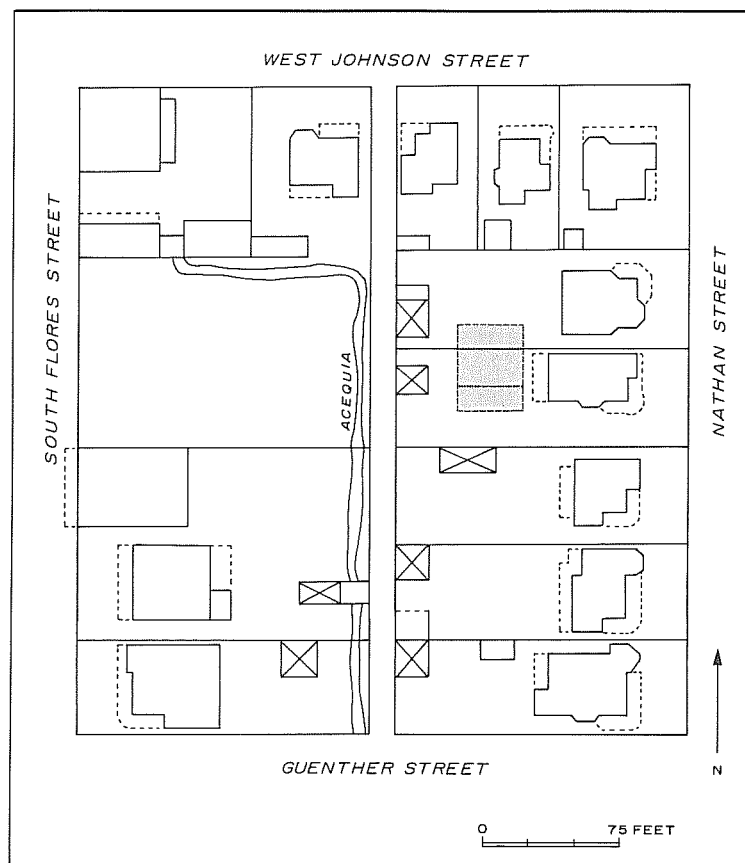 WEST JOHNSON STREET
SOUTH FLORES STREET
ACEQUIA
NATHAN STREET
GUENTHER STREET
N
0 75 FEET